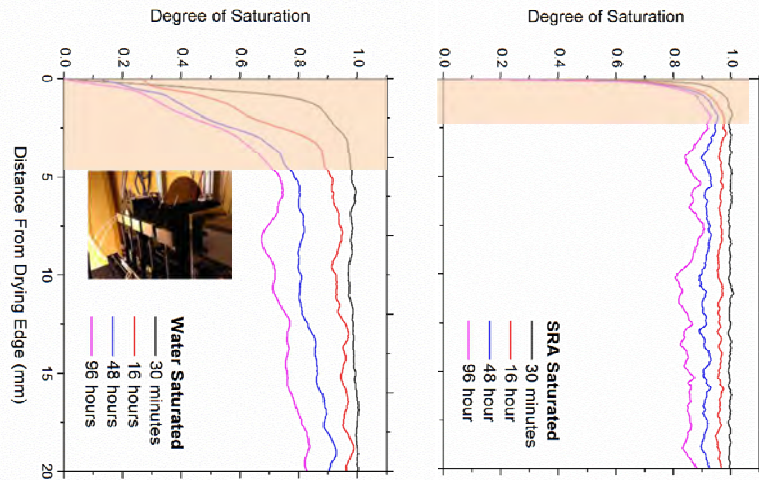 Degree of Saturation
0.0 0.2 0.4 0.6 0.8 1.0
0
5
10
15
20
Distance From Drying Edge (mm)
Water Saturated
30 minutes
16 hours
48 hours
96 hours
Degree of Saturation
0.0 0.2 0.4 0.6 0.8 1.0
SRA Saturated
30 minutes
16 hour
48 hour
96 hour